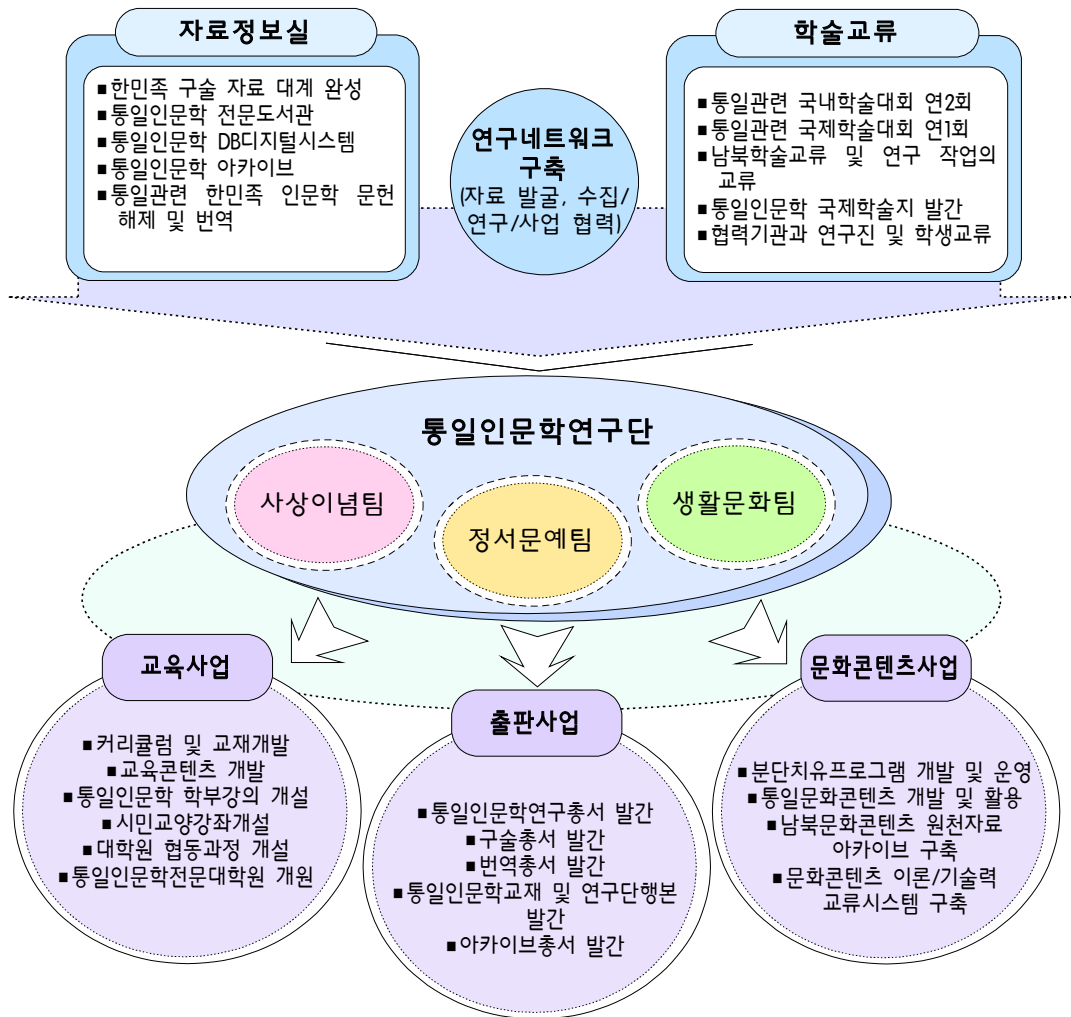 자료정보실
■한민족 구술 자료 대계 완성
■통일인문학 전문도서관
■통일인문학 DB디지털시스템
■통일인문학 아카이브
■통일관련 한민족 인문학 문헌
해제 및 번역
연구네트워크
구축
(자료 발굴, 수집/
연구/사업 협력)
학술교류
■통일관련 국내학술대회 연2회
■통일관련 국제학술대회 연1회
■남북학술교류 및 연구 작업의
교류
■통일인문학 국제학술지 발간
■협력기관과 연구진 및 학생교류
통일인문학연구단
사상이념팀
정서문예팀
생활문화팀
교육사업
■커리큘럼 및 교재개발
■교육콘텐츠 개발
■통일인문학 학부강의 개설
■시민교양강좌개설
■대학원 협동과정 개설
■통일인문학전문대학원 개원
출판사업
■통일인문학연구총서 발간
■구술총서 발간
■번역총서 발간
■통일인문학교재 및 연구단행본
발간
■아카이브총서 발간
문화콘텐츠사업
■분단치유프로그램 개발 및 운영
■통일문화콘텐츠 개발 및 활용
■남북문화콘텐츠 원천자료
아카이브 구축
■문화콘텐츠 이론/기술력
교류시스템 구축